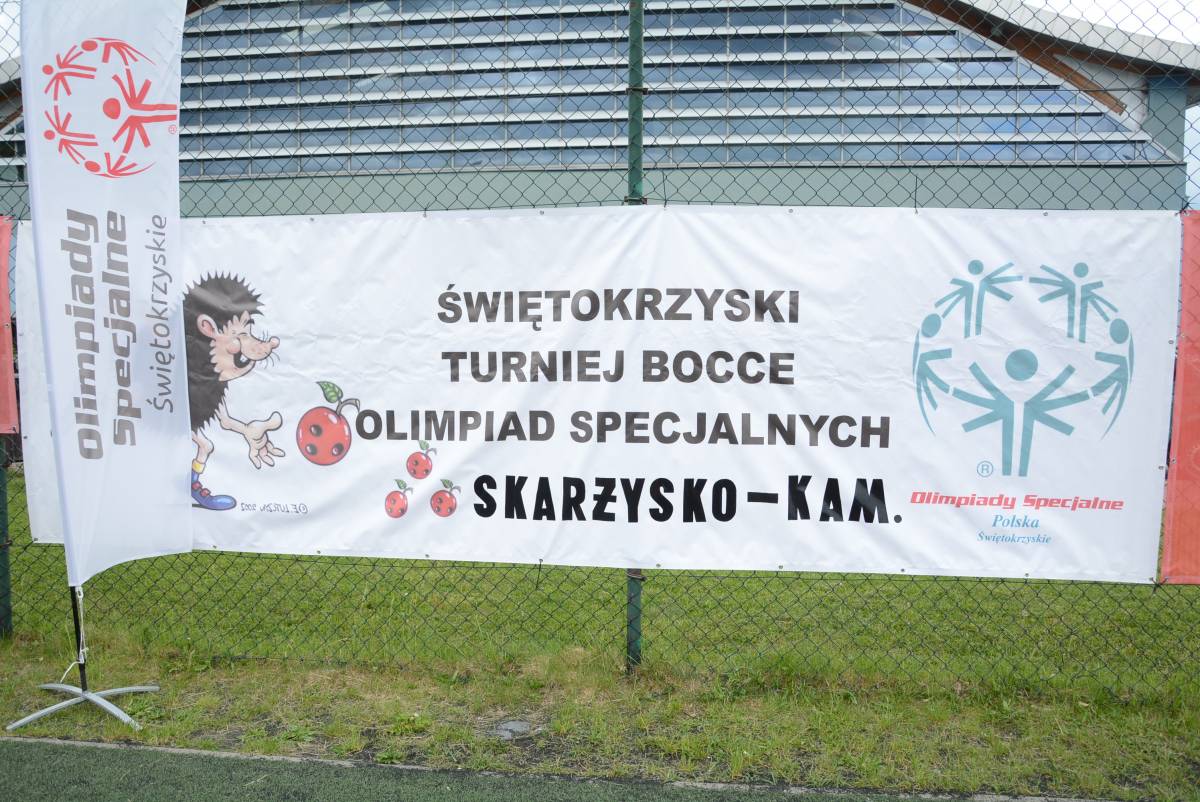 Olimpiady
Specjalne
Świętokrzyskie
ŚWIĘTOKRZYSKI
TURNIEJ BOCCE
OLIMPIAD SPECJALNYCH
SKARŻYSKO-KAM.
®
Olimpiady Specjalne
Polska
Świętokrzyskie